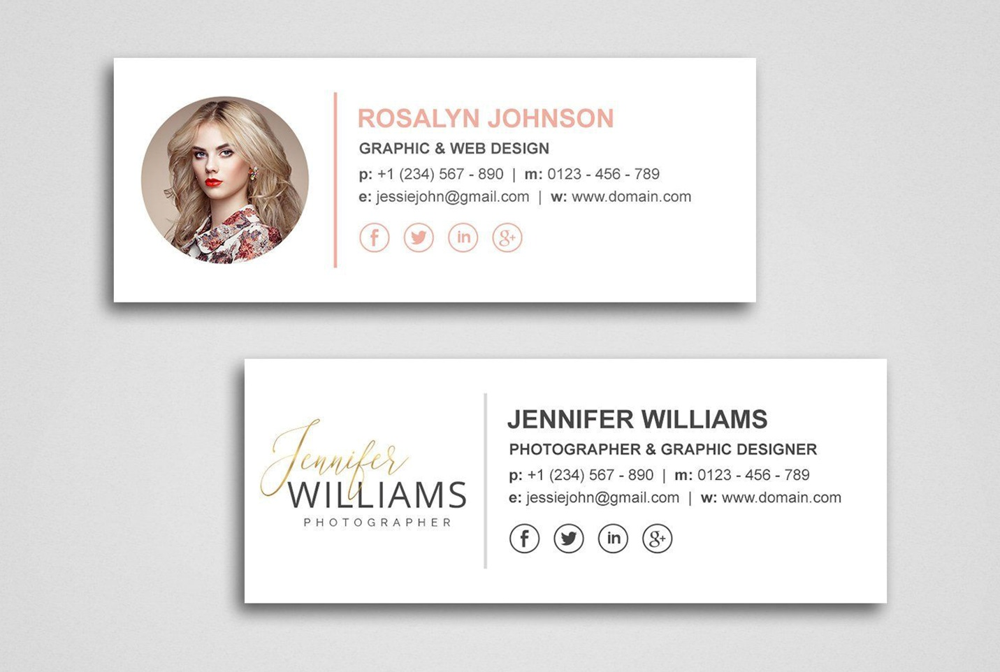 ROSALYN JOHNSON
GRAPHIC & WEB DESIGN
p: +1 (234) 567 - 890 | m: 0123 - 456 - 789
e: jessiejohn@gmail.com | w: www.domain.com
f in g+
Jennifer
WILLIAMS
PHOTOGRAPHER
JENNIFER WILLIAMS
PHOTOGRAPHER & GRAPHIC DESIGNER
p: +1 (234) 567 - 890 | m: 0123 - 456 - 789
e: jessiejohn@gmail.com | w: www.domain.com
f in g+